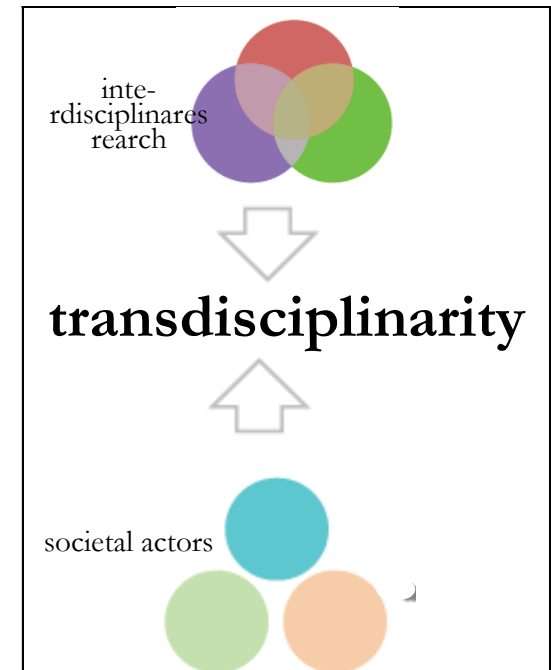 inte-
rdisciplinares
rearch
transdisciplinarity
societal actors